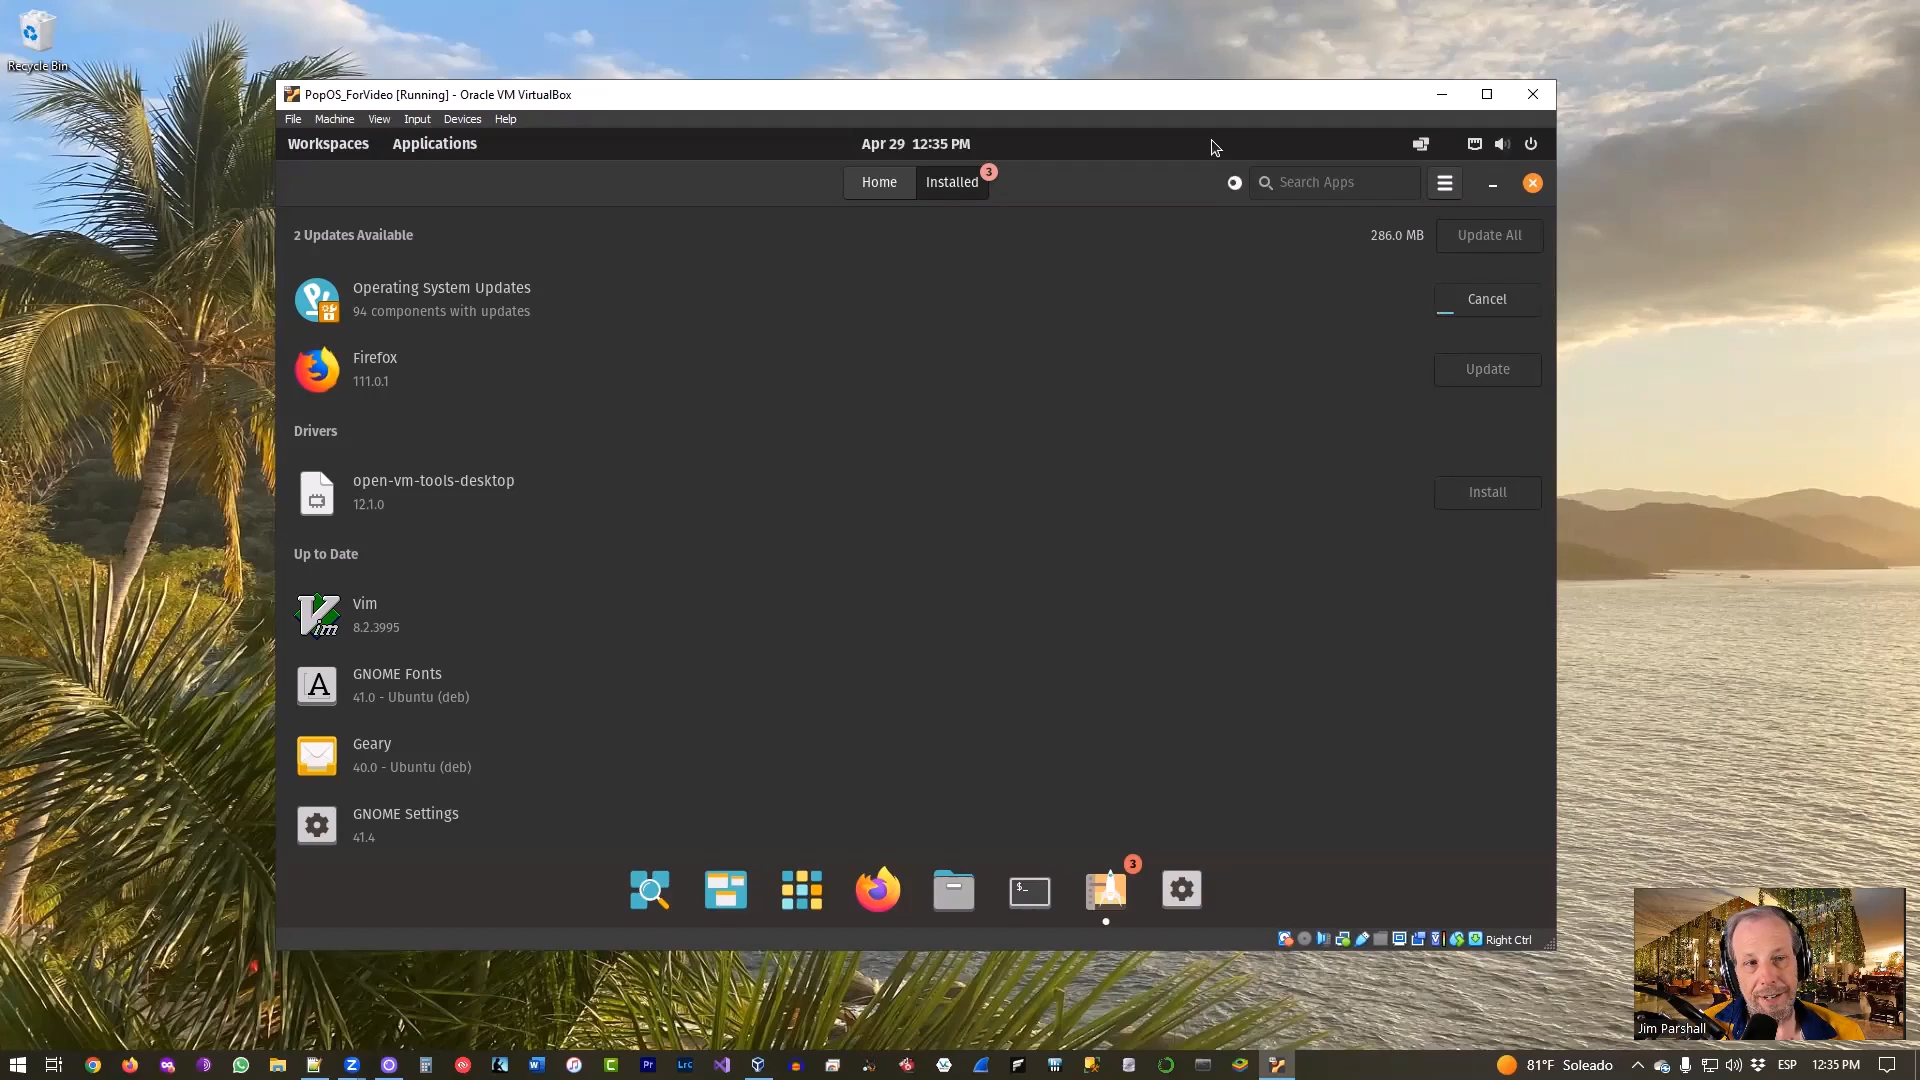 Recycle Bin
PopOS_ForVideo [Running] - Oracle VM VirtualBox
File Machine View Input Devices Help
Workspaces Applications Apr 29 12:35 PM
Home Installed 3 Search Apps
2 Updates Available 286.0 MB Update All
Operating System Updates
94 components with updates
Cancel
Firefox
111.0.1
Update
Drivers
open-vm-tools-desktop
12.1.0
Install
Up to Date
Vim
8.2.3995
GNOME Fonts
41.0 - Ubuntu (deb)
Geary
40.0 - Ubuntu (deb)
GNOME Settings
41.4
3
$_
Right Ctrl
Jim Parshall
81°F Soleado ESP 12:35 PM